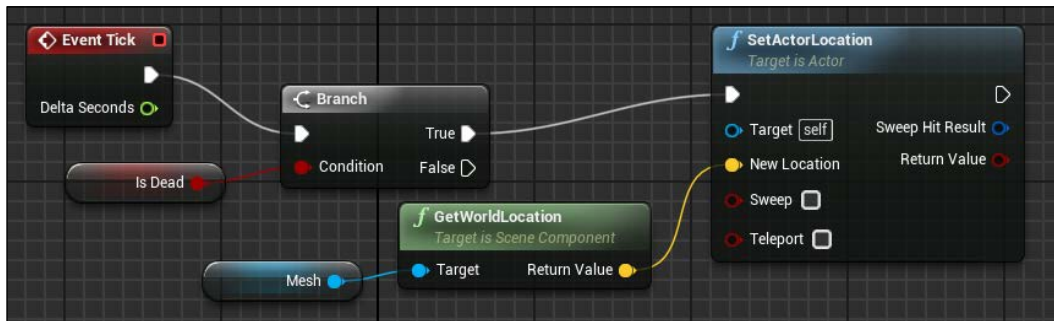 Event Tick
Delta Seconds
Is Dead
Branch
True
Condition
False
Mesh
GetWorldLocation
Target is Scene Component
Target
Return Value
SetActorLocation
Target is Actor
Target self
Sweep Hit Result
New Location
Return Value
Sweep
Teleport